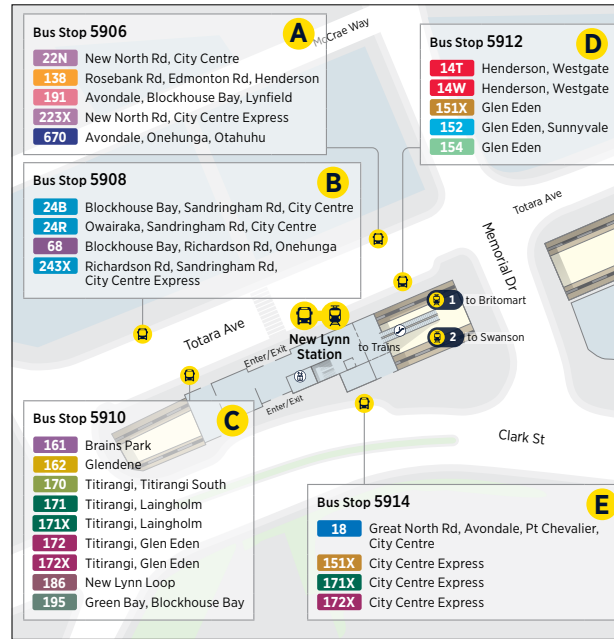 Bus Stop 5906
A
22N New North Rd, City Centre
138 Rosebank Rd, Edmonton Rd, Henderson
191 Avondale, Blockhouse Bay, Lynfield
223X New North Rd, City Centre Express
670 Avondale, Onehunga, Otahuhu
McCrae Way
Bus Stop 5912
D
14T Henderson, Westgate
14W Henderson, Westgate
151X Glen Eden
152 Glen Eden, Sunnyvale
154 Glen Eden
Bus Stop 5908
B
24B Blockhouse Bay, Sandringham Rd, City Centre
24R Owairaka, Sandringham Rd, City Centre
68 Blockhouse Bay, Richardson Rd, Onehunga
243X Richardson Rd, Sandringham Rd,
City Centre Express
Totara Ave
Memorial Dr
1 to Britomart
2 to Swanson
Totara Ave
New Lynn
Station
to Trains
Enter/Exit
Enter/Exit
Clark St
Bus Stop 5910
C
161 Brains Park
162 Glendene
170 Titirangi, Titirangi South
171 Titirangi, Laingholm
171X Titirangi, Laingholm
172 Titirangi, Glen Eden
172X Titirangi, Glen Eden
186 New Lynn Loop
195 Green Bay, Blockhouse Bay
Bus Stop 5914
E
18 Great North Rd, Avondale, Pt Chevalier,
City Centre
151X City Centre Express
171X City Centre Express
172X City Centre Express